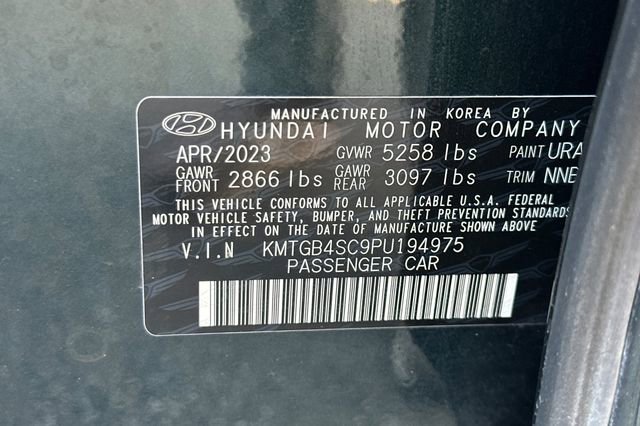 MANUFACTURED IN KOREA BY
HYUNDAI MOTOR COMPANY
APR/2023 GVWR 5258 lbs PAINT URA
GAWR FRONT 2866 lbs GAWR REAR 3097 lbs TRIM NNB
THIS VEHICLE CONFORMS TO ALL APPLICABLE U.S.A. FEDERAL
MOTOR VEHICLE SAFETY, BUMPER, AND THEFT PREVENTION STANDARDS
IN EFFECT ON THE DATE OF MANUFACTURE SHOWN ABOVE
V.I.N KMTGB4SC9PU194975
PASSENGER CAR